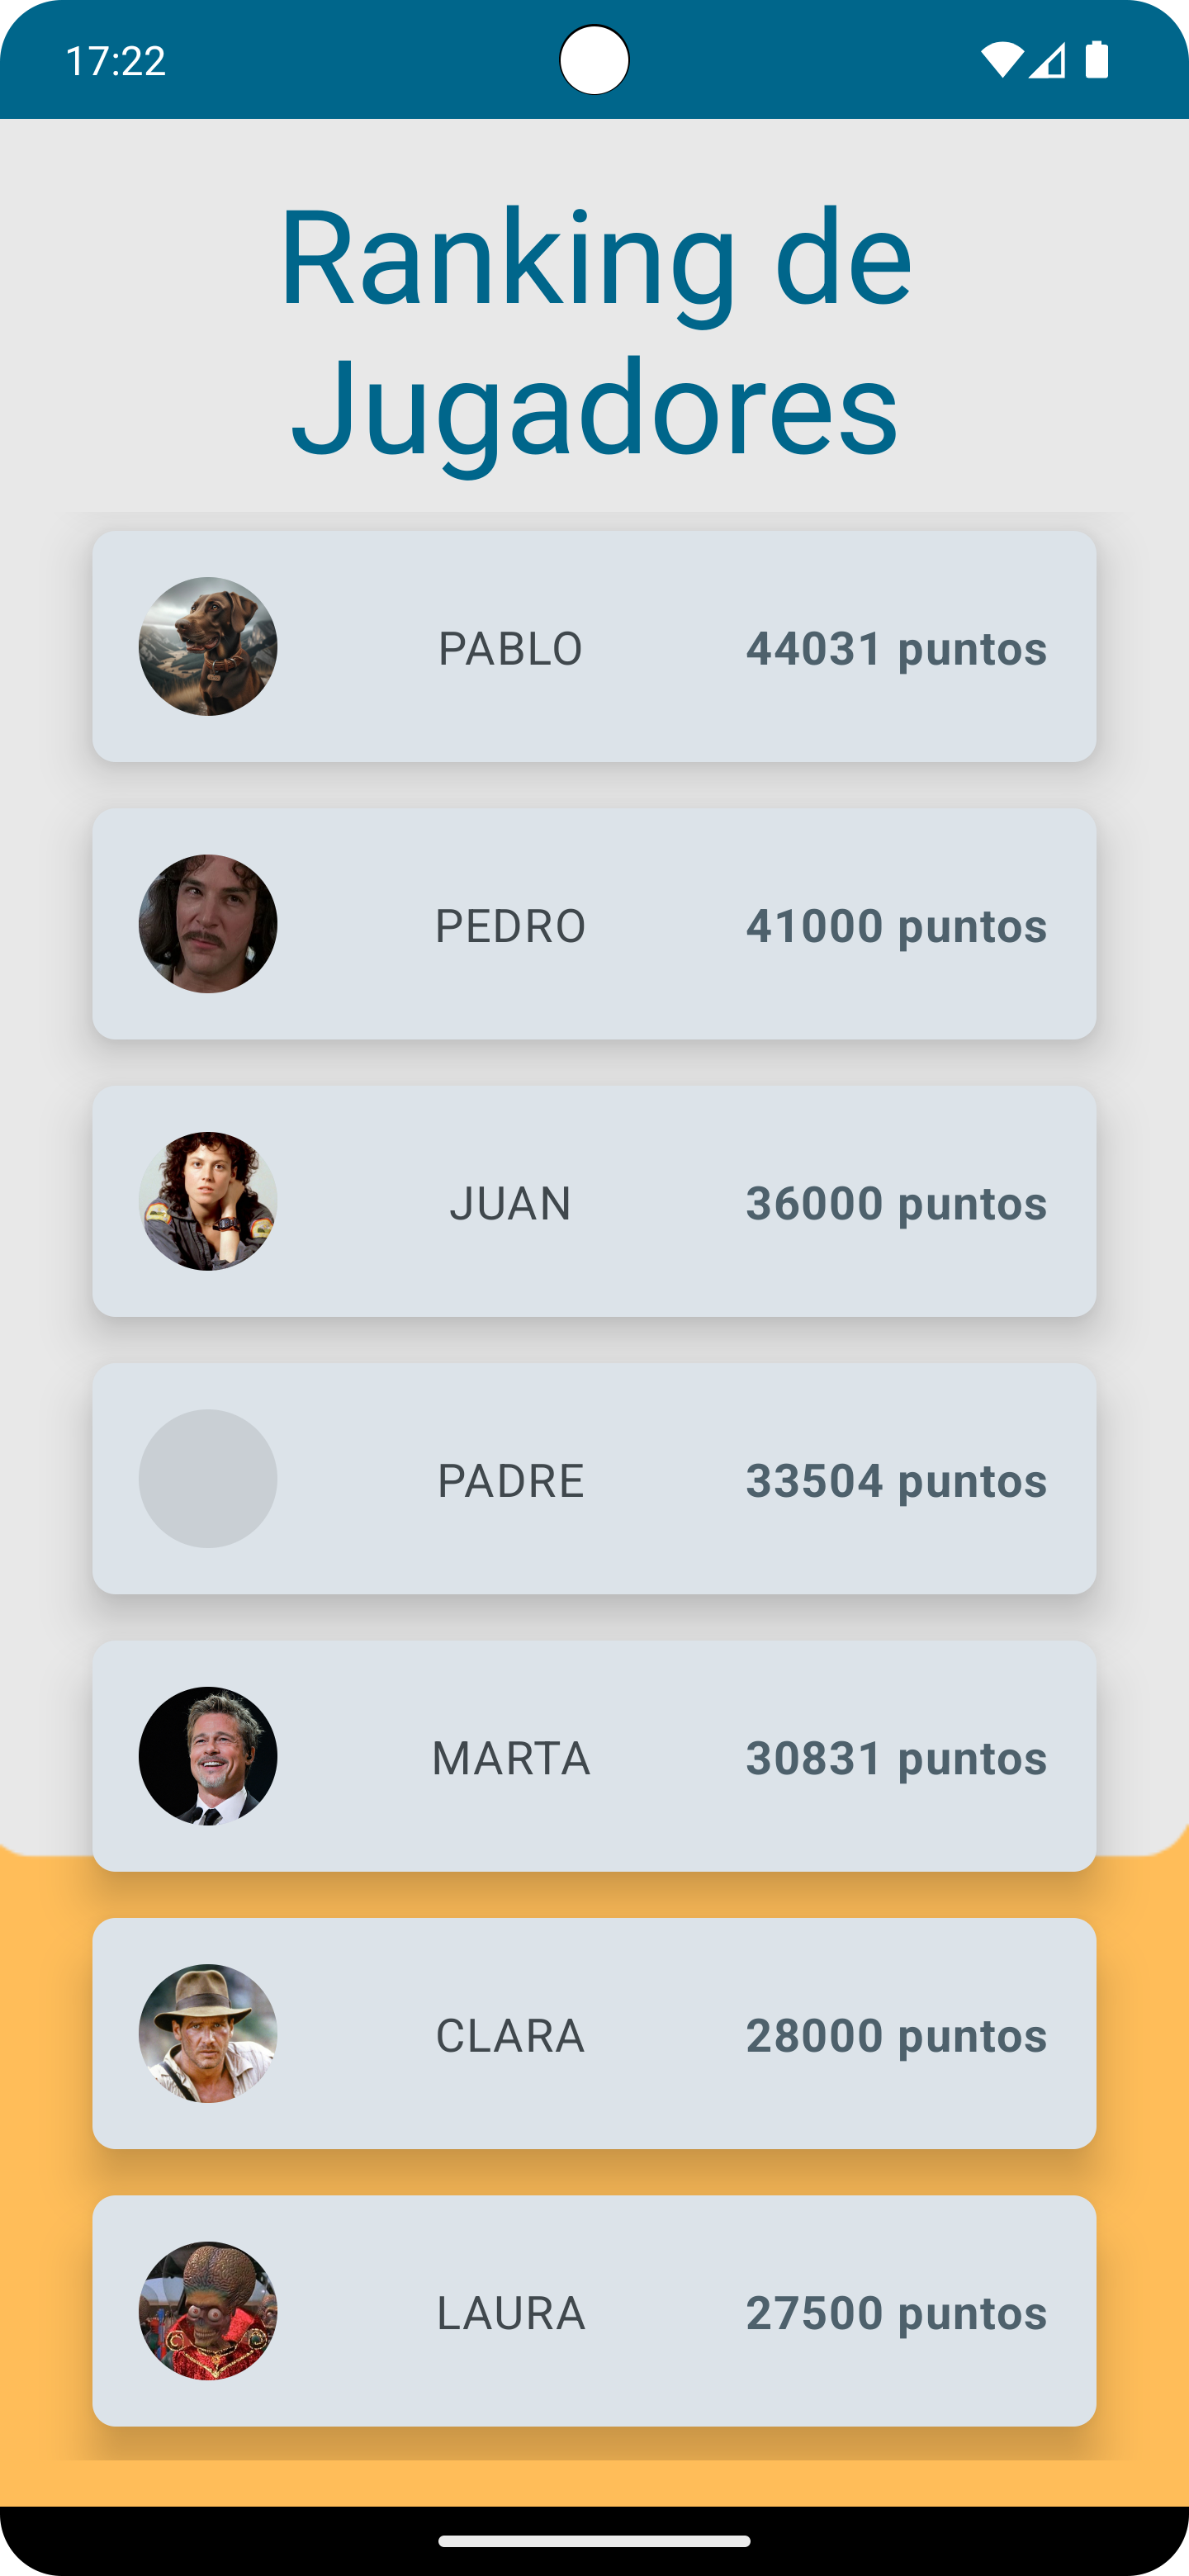 17:22
Ranking de
Jugadores
PABLO 44031 puntos
PEDRO 41000 puntos
JUAN 36000 puntos
PADRE 33504 puntos
MARTA 30831 puntos
CLARA 28000 puntos
LAURA 27500 puntos